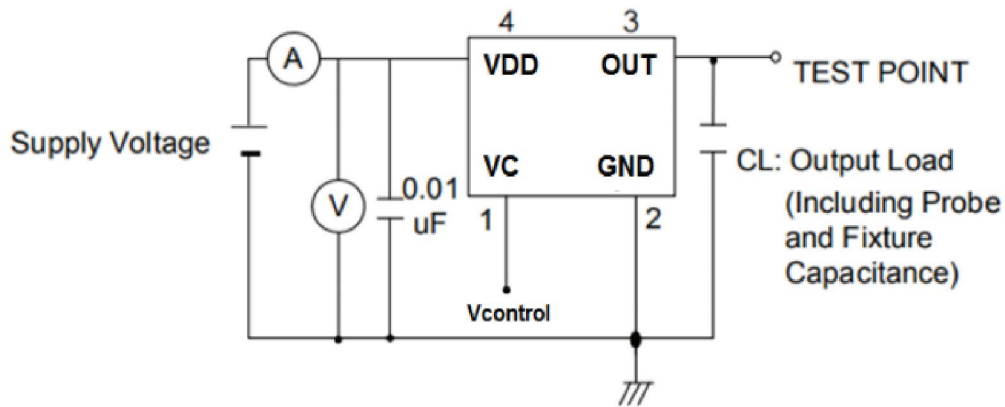 4 3
A
VDD OUT
TEST POINT
Supply Voltage
VC GND
CL: Output Load
V
0.01
uF
1 2
(Including Probe
and Fixture
Capacitance)
Vcontrol